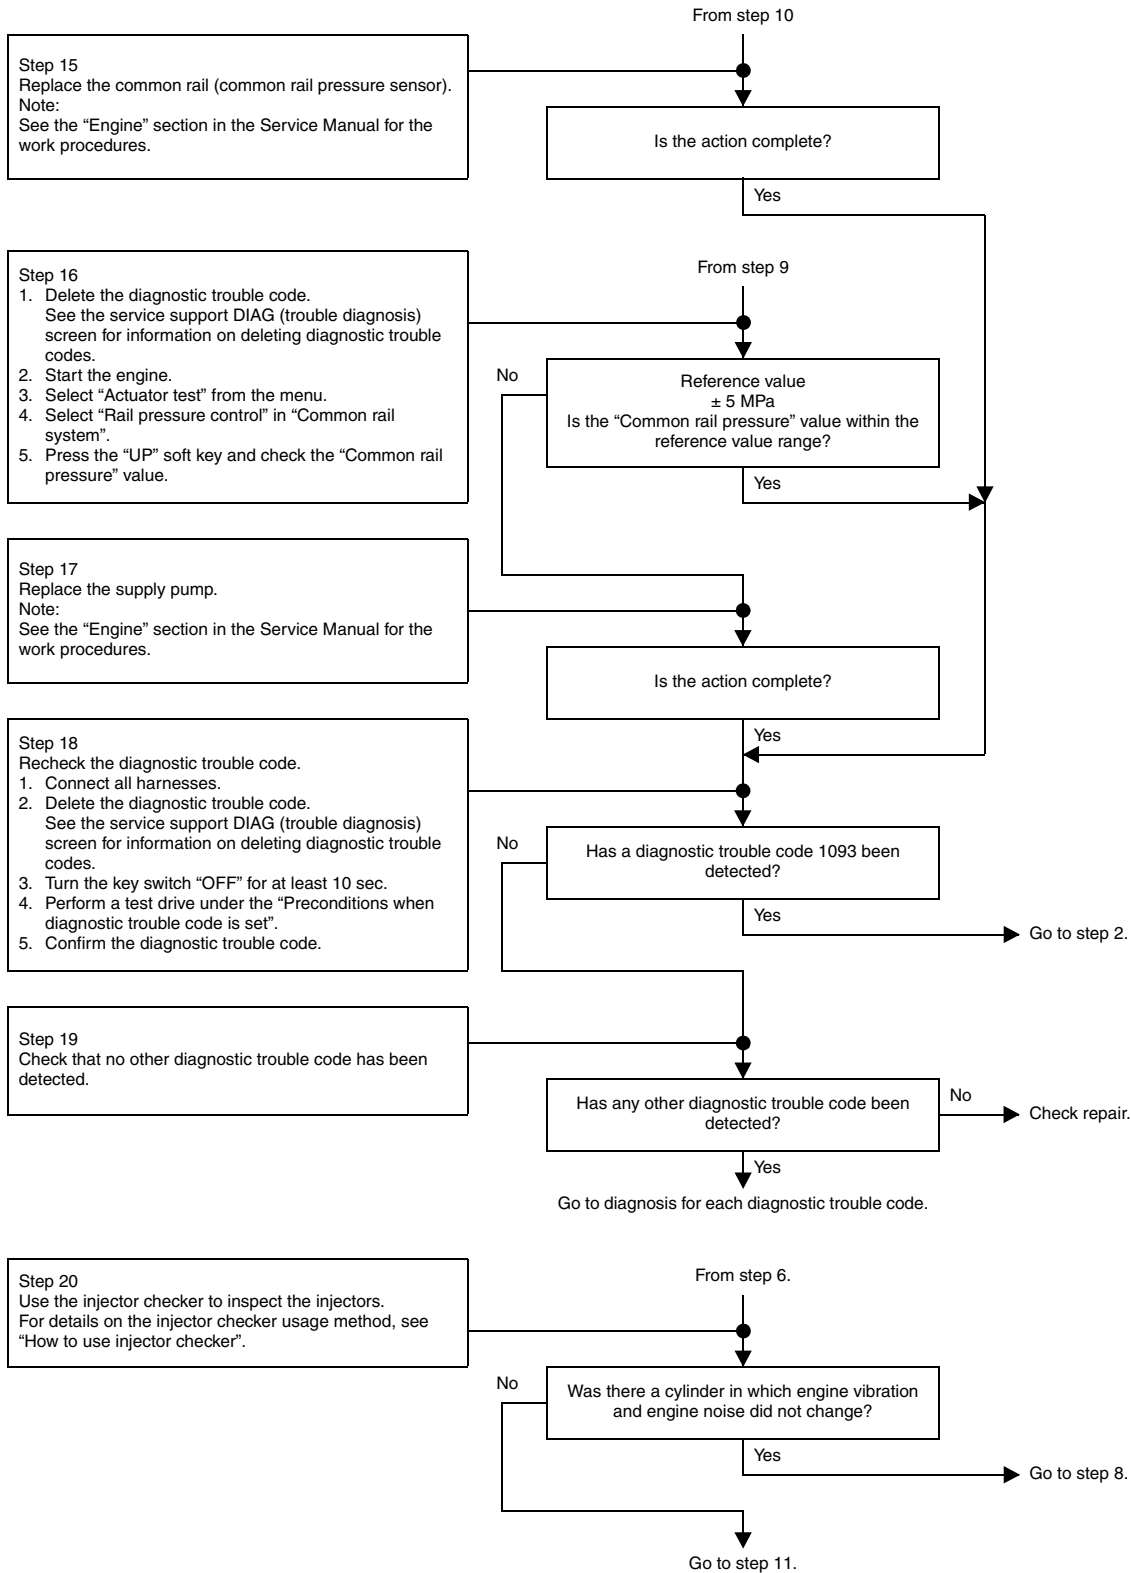 From step 10
Step 15
Replace the common rail (common rail pressure sensor).
Note:
See the “Engine” section in the Service Manual for the
work procedures.
Is the action complete?
Yes
Step 16
1. Delete the diagnostic trouble code.
See the service support DIAG (trouble diagnosis)
screen for information on deleting diagnostic trouble
codes.
2. Start the engine.
3. Select “Actuator test” from the menu.
4. Select “Rail pressure control” in “Common rail
system”.
5. Press the “UP” soft key and check the “Common rail
pressure” value.
From step 9
No
Reference value
± 5 MPa
Is the “Common rail pressure” value within the
reference value range?
Yes
Step 17
Replace the supply pump.
Note:
See the “Engine” section in the Service Manual for the
work procedures.
Is the action complete?
Yes
Step 18
Recheck the diagnostic trouble code.
1. Connect all harnesses.
2. Delete the diagnostic trouble code.
See the service support DIAG (trouble diagnosis)
screen for information on deleting diagnostic trouble
codes.
3. Turn the key switch “OFF” for at least 10 sec.
4. Perform a test drive under the “Preconditions when
diagnostic trouble code is set”.
5. Confirm the diagnostic trouble code.
No
Has a diagnostic trouble code 1093 been
detected?
Yes
Go to step 2.
Step 19
Check that no other diagnostic trouble code has been
detected.
Has any other diagnostic trouble code been
detected?
No
Check repair.
Yes
Go to diagnosis for each diagnostic trouble code.
Step 20
Use the injector checker to inspect the injectors.
For details on the injector checker usage method, see
“How to use injector checker”.
From step 6.
No
Was there a cylinder in which engine vibration
and engine noise did not change?
Yes
Go to step 8.
Go to step 11.